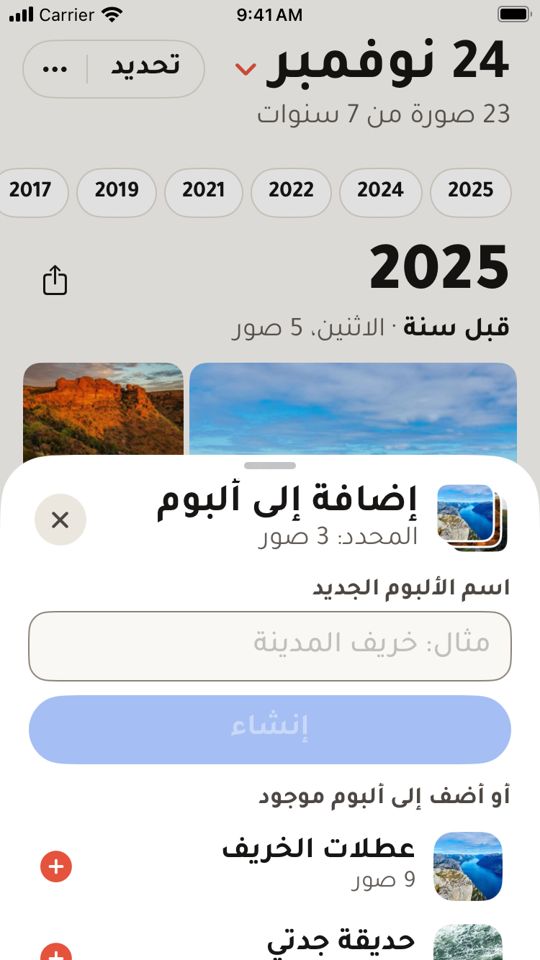 Carrier 9:41 AM
24 نوفمبر
تحديد
23 صورة من 7 سنوات
2025 2024 2022 2021 2019 2017
2025
قبل سنة · الاثنين، 5 صور
إضافة إلى ألبوم
المحدد: 3 صور
اسم الألبوم الجديد
مثال: خريف المدينة
إنشاء
أو أضف إلى ألبوم موجود
عطلات الخريف
9 صور
حديقة جدتي